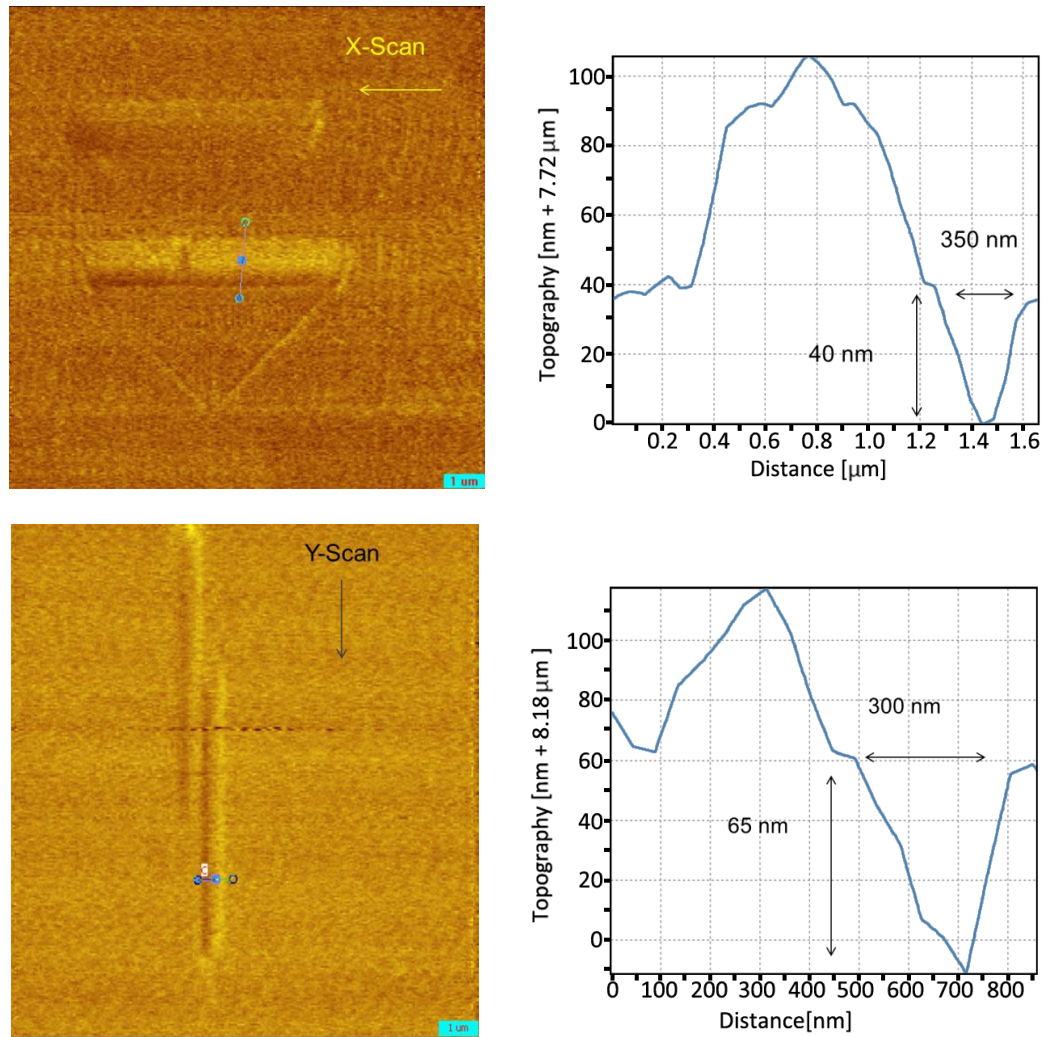 X-Scan
1 um
Topography [nm + 7.72 µm ]
100
80
60
40
20
0
350 nm
40 nm
0.2 0.4 0.6 0.8 1.0 1.2 1.4 1.6
Distance [µm]
Y-Scan
1 um
Topography [nm + 8.18 µm ]
100
80
60
40
20
0
300 nm
65 nm
0 100 200 300 400 500 600 700 800
Distance[nm]